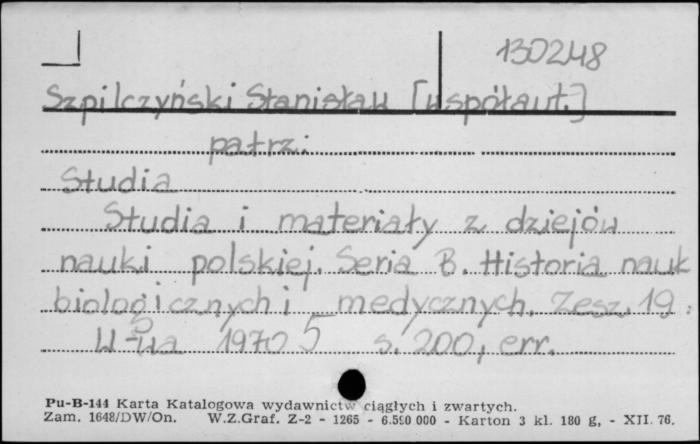 130248
Szpilczyński Stanisław [współaut.]
patrz:
Studia
Studia i materiały z dziejów
nauki polskiej. Seria B. Historia nauk
biologicznych i medycznych. Zesz. 19:
W-wa 1970 s. 200, err.
Pu-B-144 Karta Katalogowa wydawnictw ciągłych i zwartych.
Zam. 1648/DW/On. W.Z.Graf. Z-2 - 1265 - 6.590 000 - Karton 3 kl. 180 g, - XII. 76.